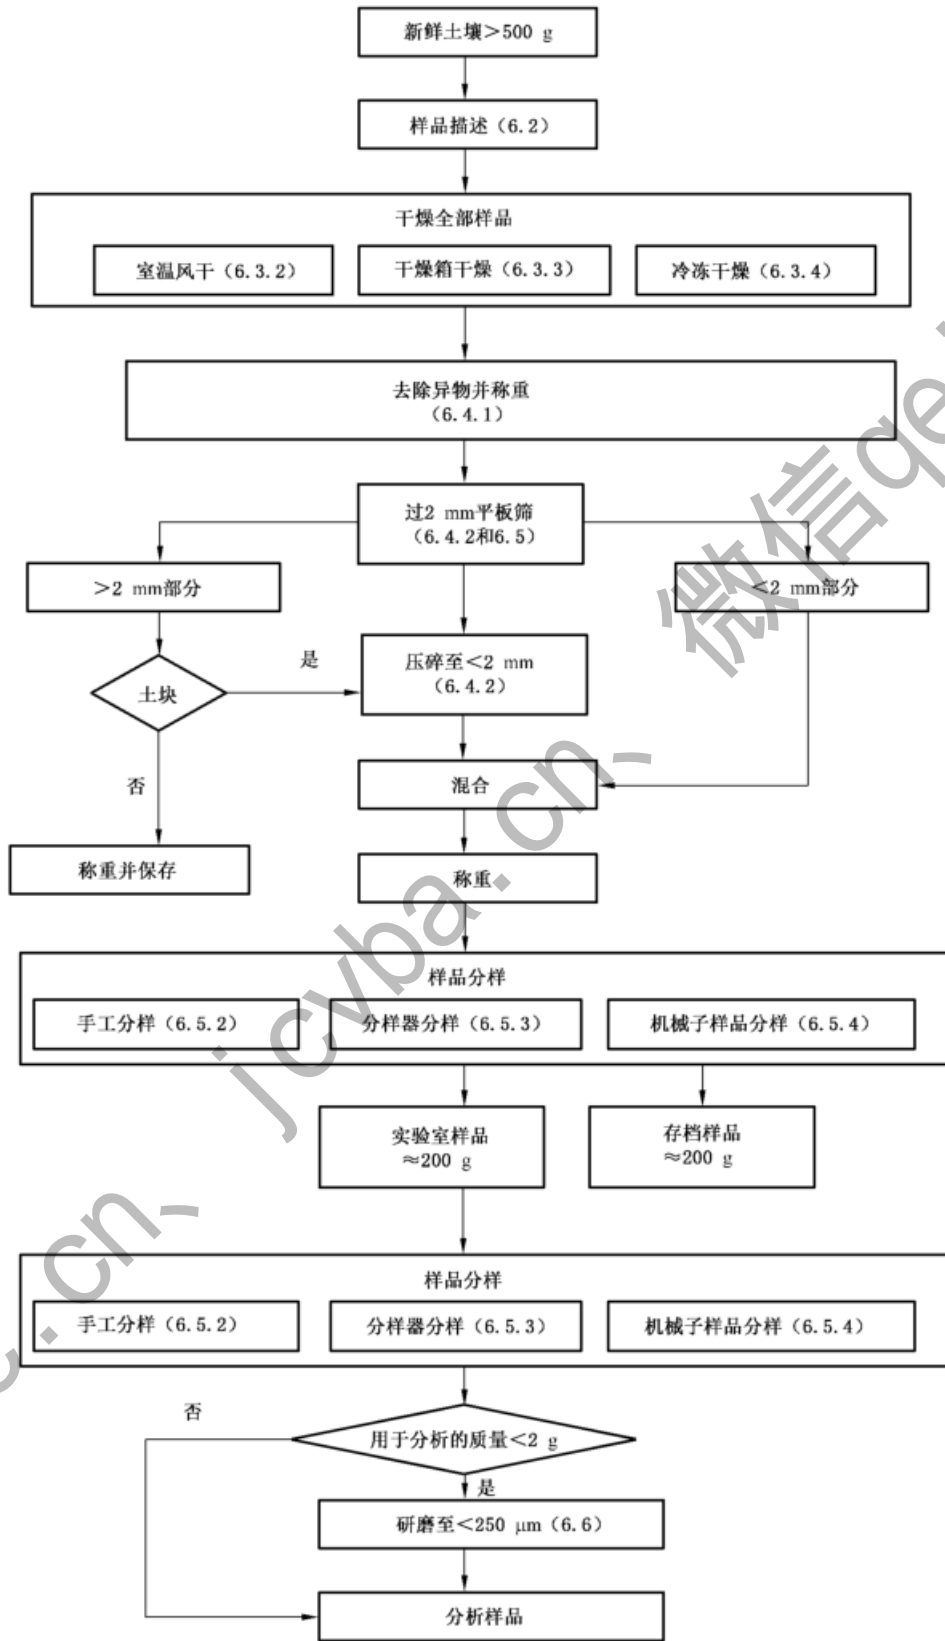 新鲜土壤>500 g
样品描述(6.2)
干燥全部样品
室温风干(6.3.2)
干燥箱干燥(6.3.3)
冷冻干燥(6.3.4)
去除异物并称重
(6.4.1)
过2 mm平板筛
(6.4.2和6.5)
>2 mm部分
<2 mm部分
土块
是
压碎至<2 mm
(6.4.2)
否
混合
称重并保存
称重
样品分样
手工分样(6.5.2)
分样器分样(6.5.3)
机械子样品分样(6.5.4)
实验室样品
≈200 g
存档样品
≈200 g
样品分样
手工分样(6.5.2)
分样器分样(6.5.3)
机械子样品分样(6.5.4)
否
用于分析的质量<2 g
是
研磨至<250 μm(6.6)
分析样品
.cn、jcvba.cn、微信qe